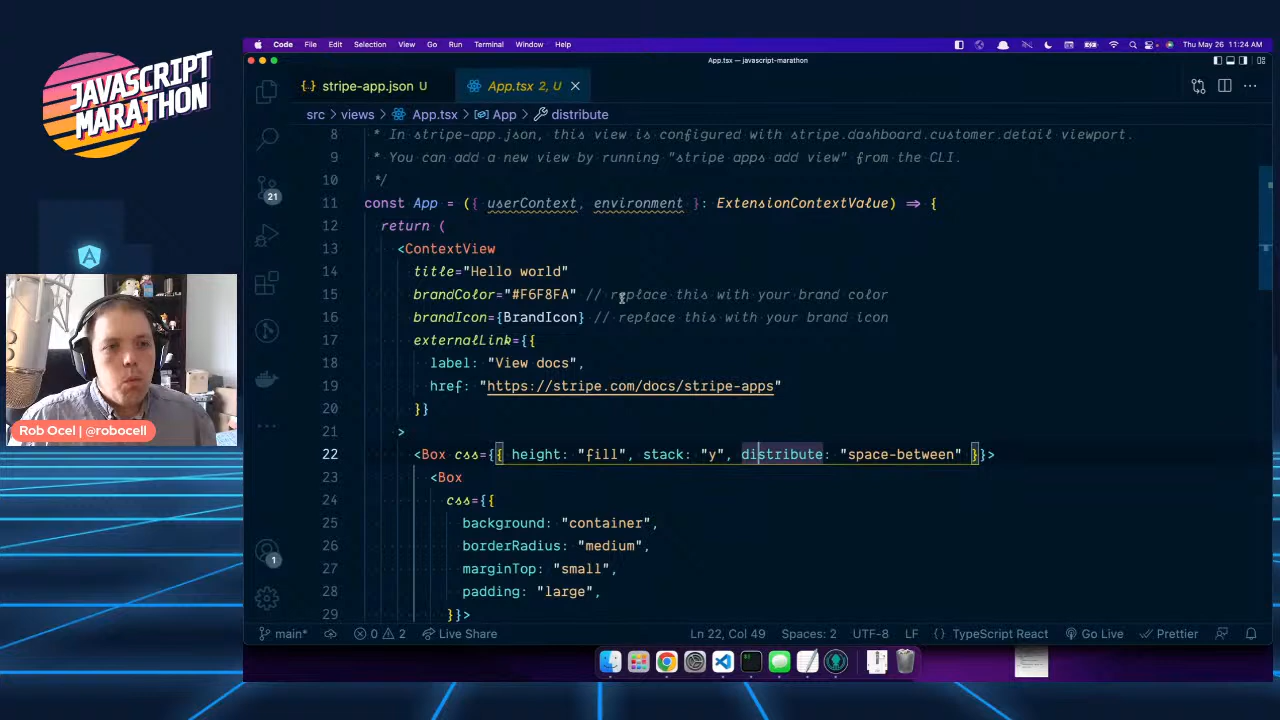 JAVASCRIPT
MARATHON
Rob Ocel | @robocell
Code File Edit Selection View Go Run Terminal Window Help
Thu May 26 11:24 AM
App.tsx — javascript-marathon
{..} stripe-app.json U
App.tsx 2, U
src > views > App.tsx > App > distribute
8 * In stripe-app.json, this view is configured with stripe.dashboard.customer.detail viewport.
9 * You can add a new view by running "stripe apps add view" from the CLI.
10 */
11 const App = ({ userContext, environment }: ExtensionContextValue) => {
12 return (
13 <ContextView
14 title="Hello world"
15 brandColor="#F6F8FA" // replace this with your brand color
16 brandIcon={BrandIcon} // replace this with your brand icon
17 externalLink={{
18 label: "View docs",
19 href: "https://stripe.com/docs/stripe-apps"
20 }}
21 >
22 <Box css={{ height: "fill", stack: "y", distribute: "space-between" }}>
23 <Box
24 css={{
25 background: "container",
26 borderRadius: "medium",
27 marginTop: "small",
28 padding: "large",
29 }}>
21
1
main* 0 2 Live Share
Ln 22, Col 49 Spaces: 2 UTF-8 LF {} TypeScript React Go Live Prettier